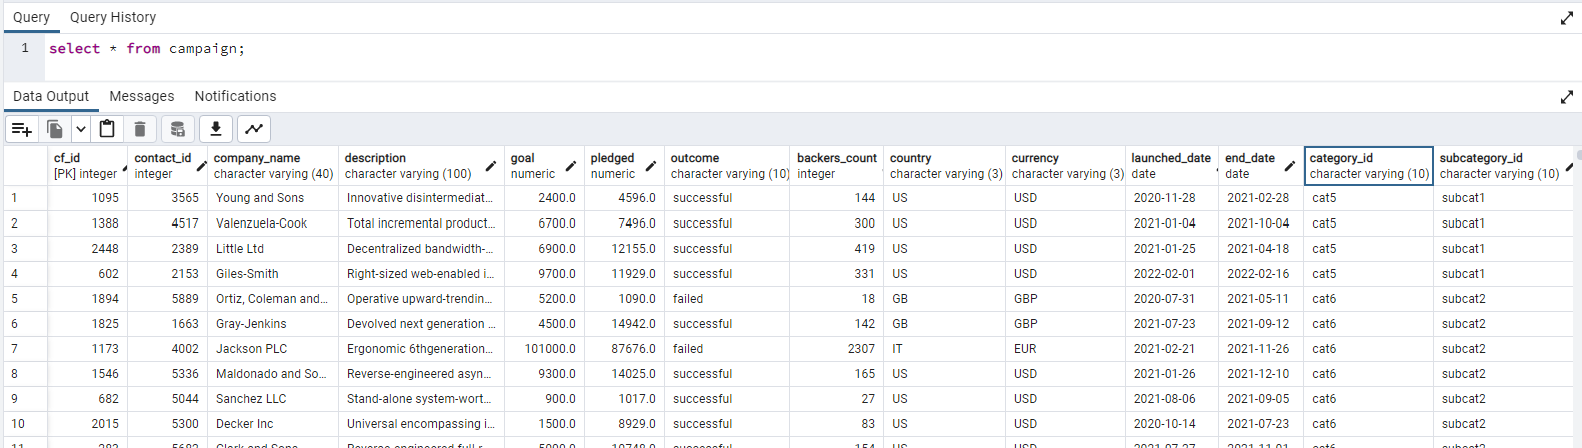 Query Query History
1 select * from campaign;
Data Output Messages Notifications
cf_id contact_id company_name description goal pledged outcome backers_count country currency launched_date end_date category_id subcategory_id
[PK] integer integer character varying (40) character varying (100) numeric numeric character varying (10) integer character varying (3) character varying (3) date date character varying (10) character varying (10)
1 1095 3565 Young and Sons Innovative disintermediat... 2400.0 4596.0 successful 144 US USD 2020-11-28 2021-02-28 cat5 subcat1
2 1388 4517 Valenzuela-Cook Total incremental product... 6700.0 7496.0 successful 300 US USD 2021-01-04 2021-10-04 cat5 subcat1
3 2448 2389 Little Ltd Decentralized bandwidth-... 6900.0 12155.0 successful 419 US USD 2021-01-25 2021-04-18 cat5 subcat1
4 602 2153 Giles-Smith Right-sized web-enabled i... 9700.0 11929.0 successful 331 US USD 2022-02-01 2022-02-16 cat5 subcat1
5 1894 5889 Ortiz, Coleman and... Operative upward-trendin... 5200.0 1090.0 failed 18 GB GBP 2020-07-31 2021-05-11 cat6 subcat2
6 1825 1663 Gray-Jenkins Devolved next generation ... 4500.0 14942.0 successful 142 GB GBP 2021-07-23 2021-09-12 cat6 subcat2
7 1173 4002 Jackson PLC Ergonomic 6thgeneration... 101000.0 87676.0 failed 2307 IT EUR 2021-02-21 2021-11-26 cat6 subcat2
8 1546 5336 Maldonado and So... Reverse-engineered asyn... 9300.0 14025.0 successful 165 US USD 2021-01-26 2021-12-10 cat6 subcat2
9 682 5044 Sanchez LLC Stand-alone system-wort... 900.0 1017.0 successful 27 US USD 2021-08-06 2021-09-05 cat6 subcat2
10 2015 5300 Decker Inc Universal encompassing i... 1500.0 8929.0 successful 83 US USD 2020-10-14 2021-07-23 cat6 subcat2